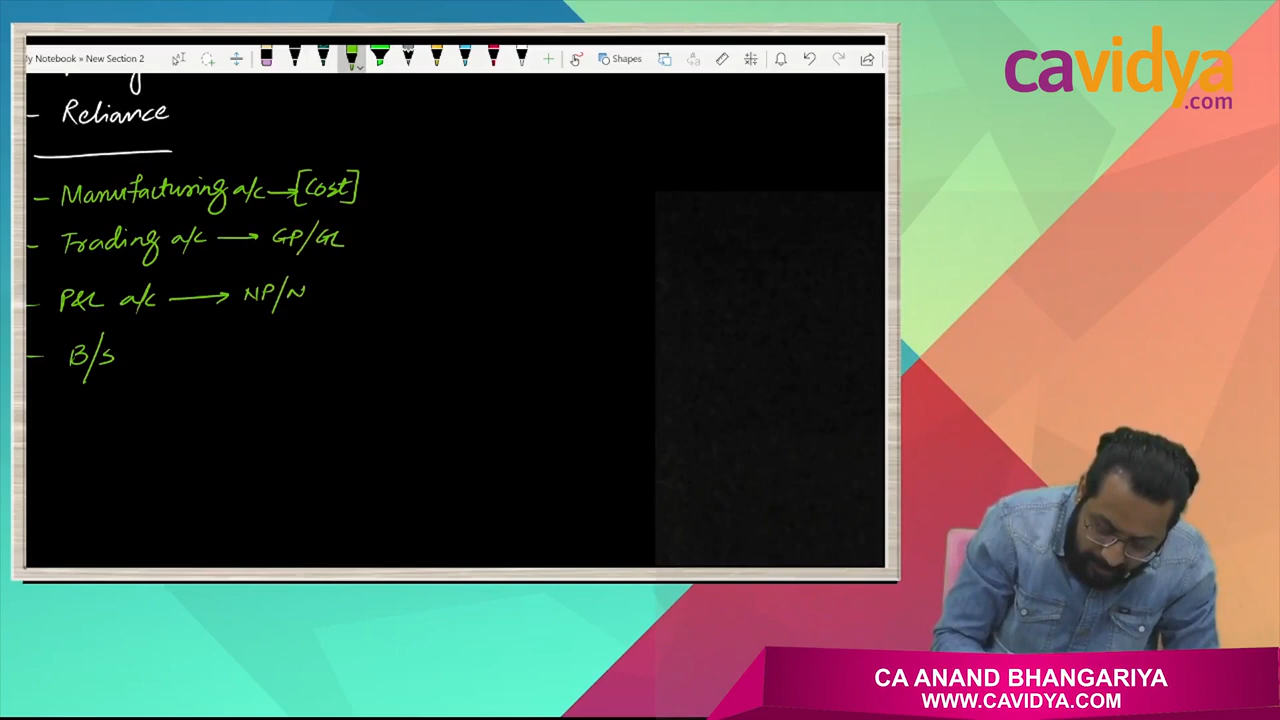 cavidya
.com
y Notebook » New Section 2
Shapes
- Reliance
- Manufacturing a/c → [Cost]
- Trading a/c → GP/GL
- P&L a/c → NP/N
- B/S
CA ANAND BHANGARIYA
WWW.CAVIDYA.COM